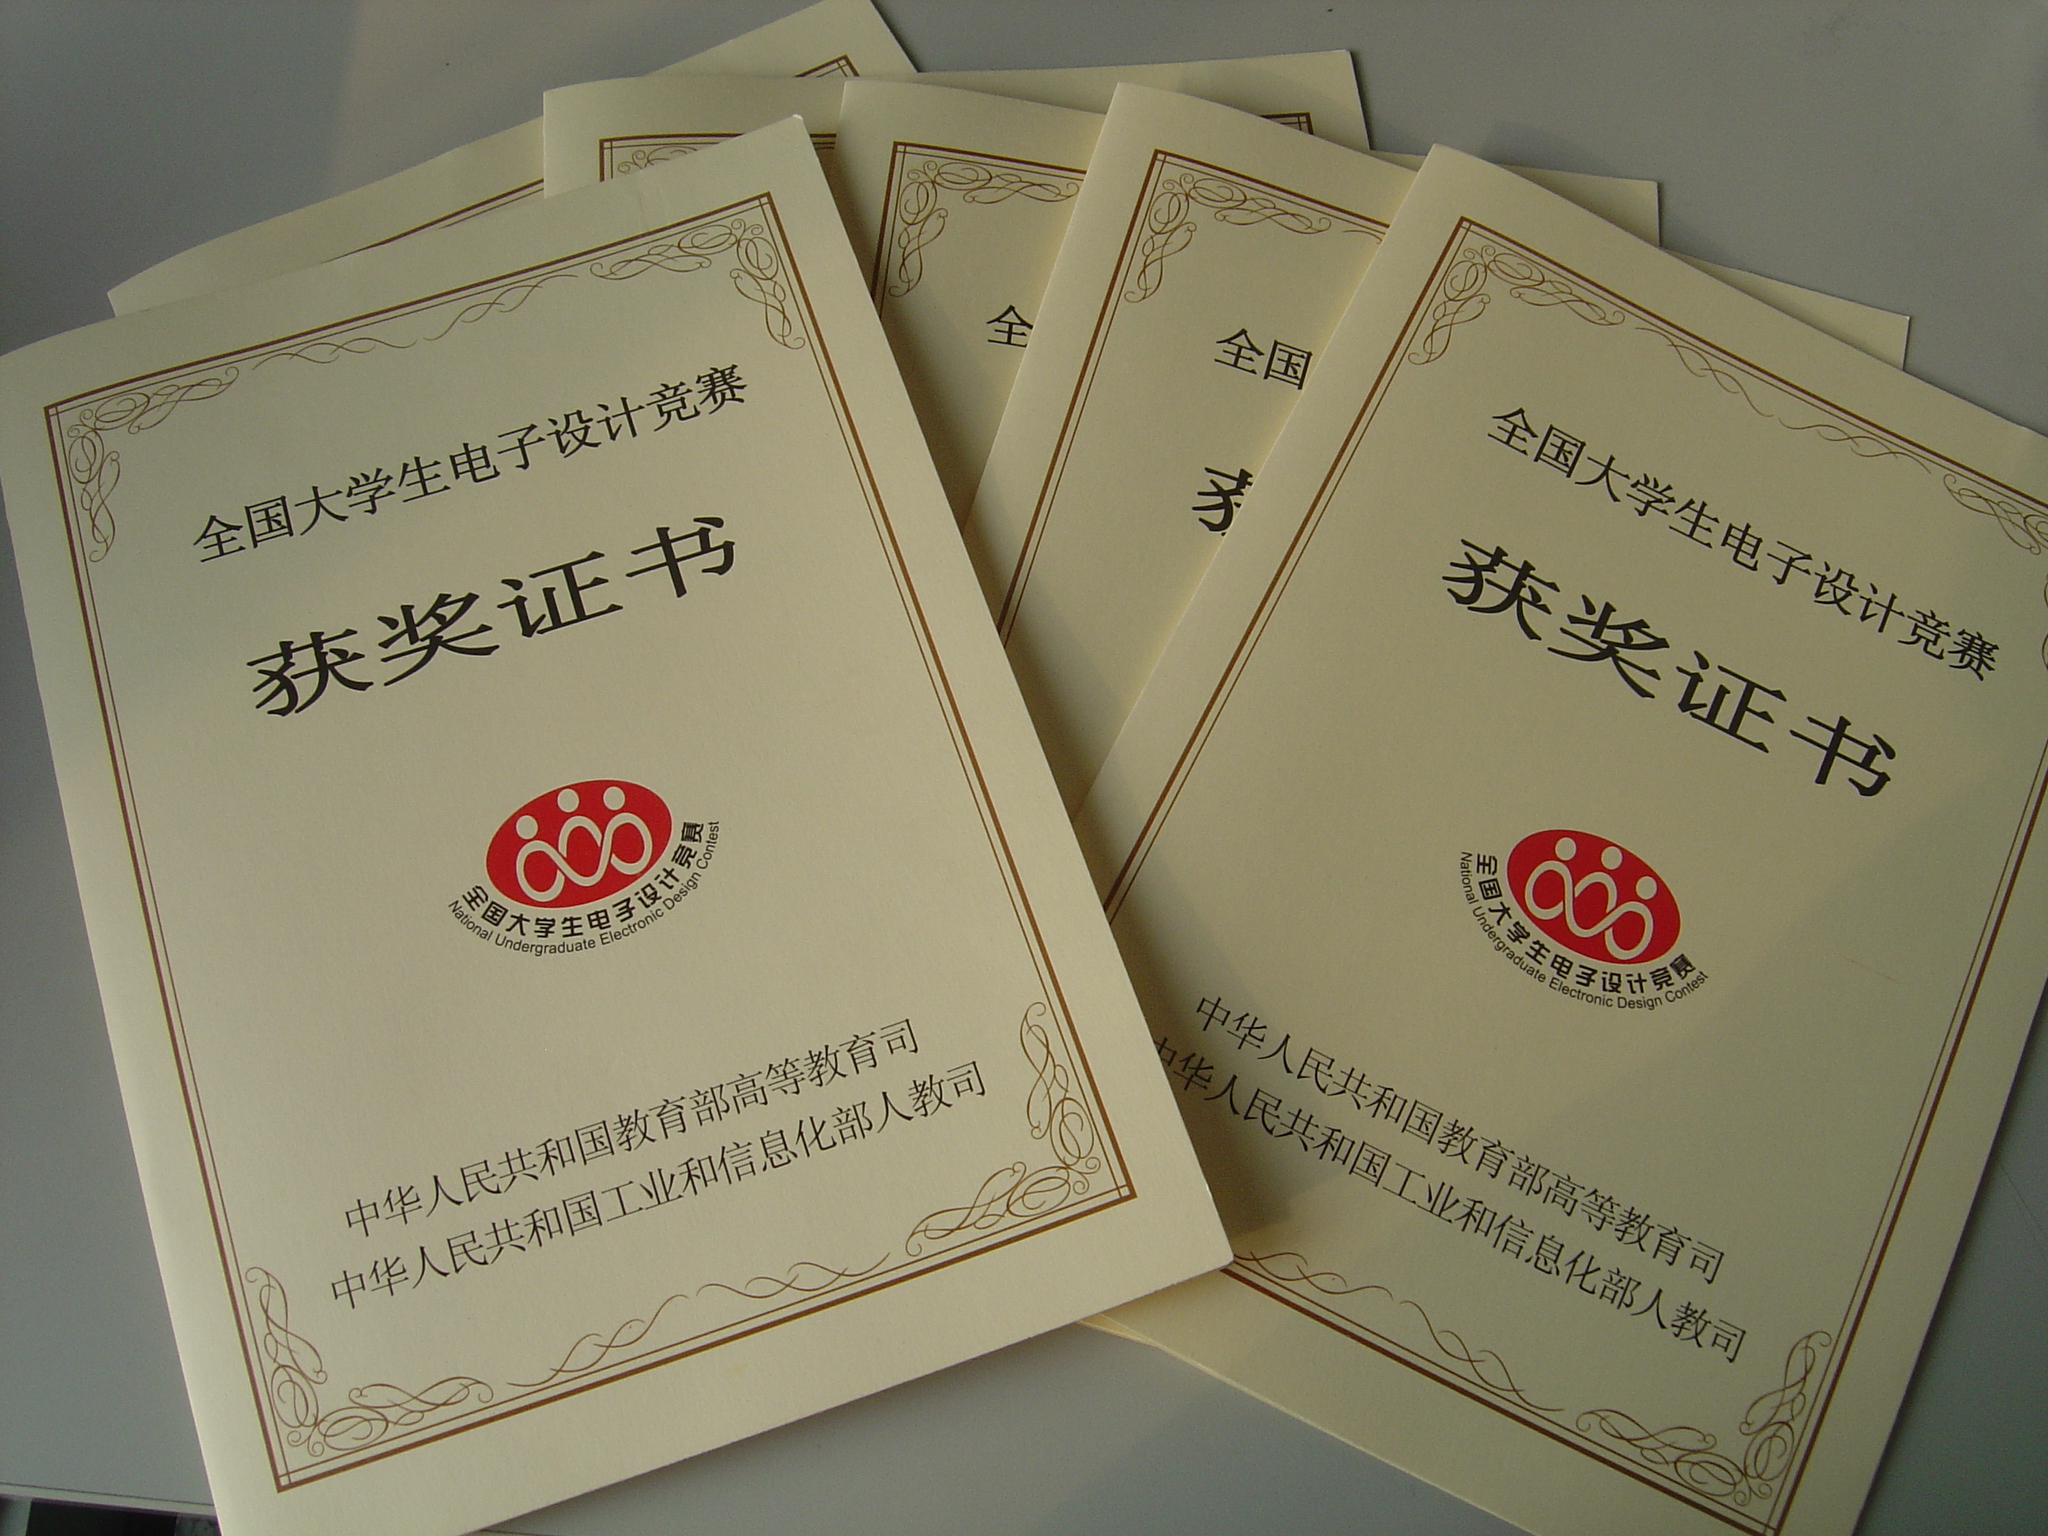 全国大学生电子设计竞赛
获奖证书
全国大学生电子设计竞赛
National Undergraduate Electronic Design Contest
中华人民共和国教育部高等教育司
中华人民共和国工业和信息化部人教司
全
全国
获
全国大学生电子设计竞赛
获奖证书
全国大学生电子设计竞赛
National Undergraduate Electronic Design Contest
中华人民共和国教育部高等教育司
中华人民共和国工业和信息化部人教司